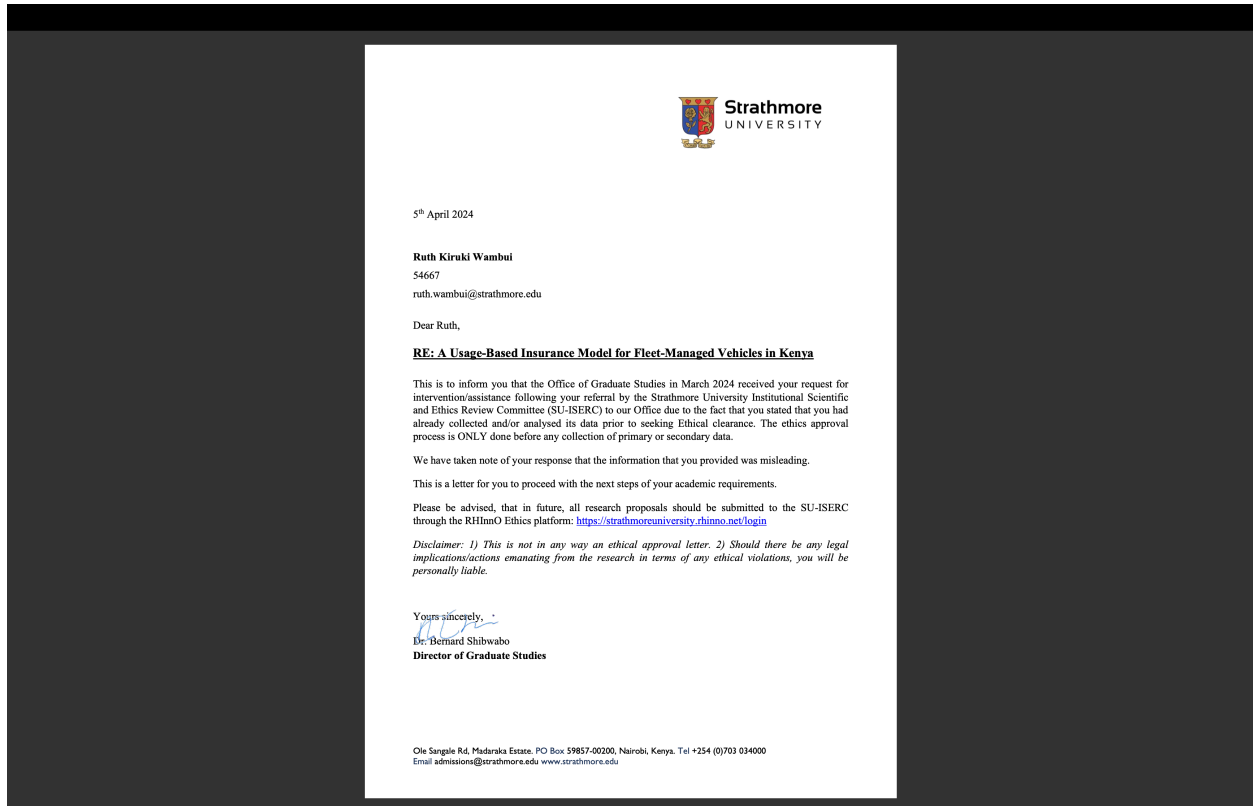 Strathmore
UNIVERSITY
5th April 2024
Ruth Kiruki Wambui
54667
ruth.wambui@strathmore.edu
Dear Ruth,
RE: A Usage-Based Insurance Model for Fleet-Managed Vehicles in Kenya
This is to inform you that the Office of Graduate Studies in March 2024 received your request for
intervention/assistance following your referral by the Strathmore University Institutional Scientific
and Ethics Review Committee (SU-ISERC) to our Office due to the fact that you stated that you had
already collected and/or analysed its data prior to seeking Ethical clearance. The ethics approval
process is ONLY done before any collection of primary or secondary data.
We have taken note of your response that the information that you provided was misleading.
This is a letter for you to proceed with the next steps of your academic requirements.
Please be advised, that in future, all research proposals should be submitted to the SU-ISERC
through the RHInnO Ethics platform: https://strathmoreuniversity.rhinno.net/login
Disclaimer: 1) This is not in any way an ethical approval letter. 2) Should there be any legal
implications/actions emanating from the research in terms of any ethical violations, you will be
personally liable.
Yours sincerely,
Dr. Bernard Shibwabo
Director of Graduate Studies
Ole Sangale Rd, Madaraka Estate. PO Box 59857-00200, Nairobi, Kenya. Tel +254 (0)703 034000
Email admissions@strathmore.edu www.strathmore.edu